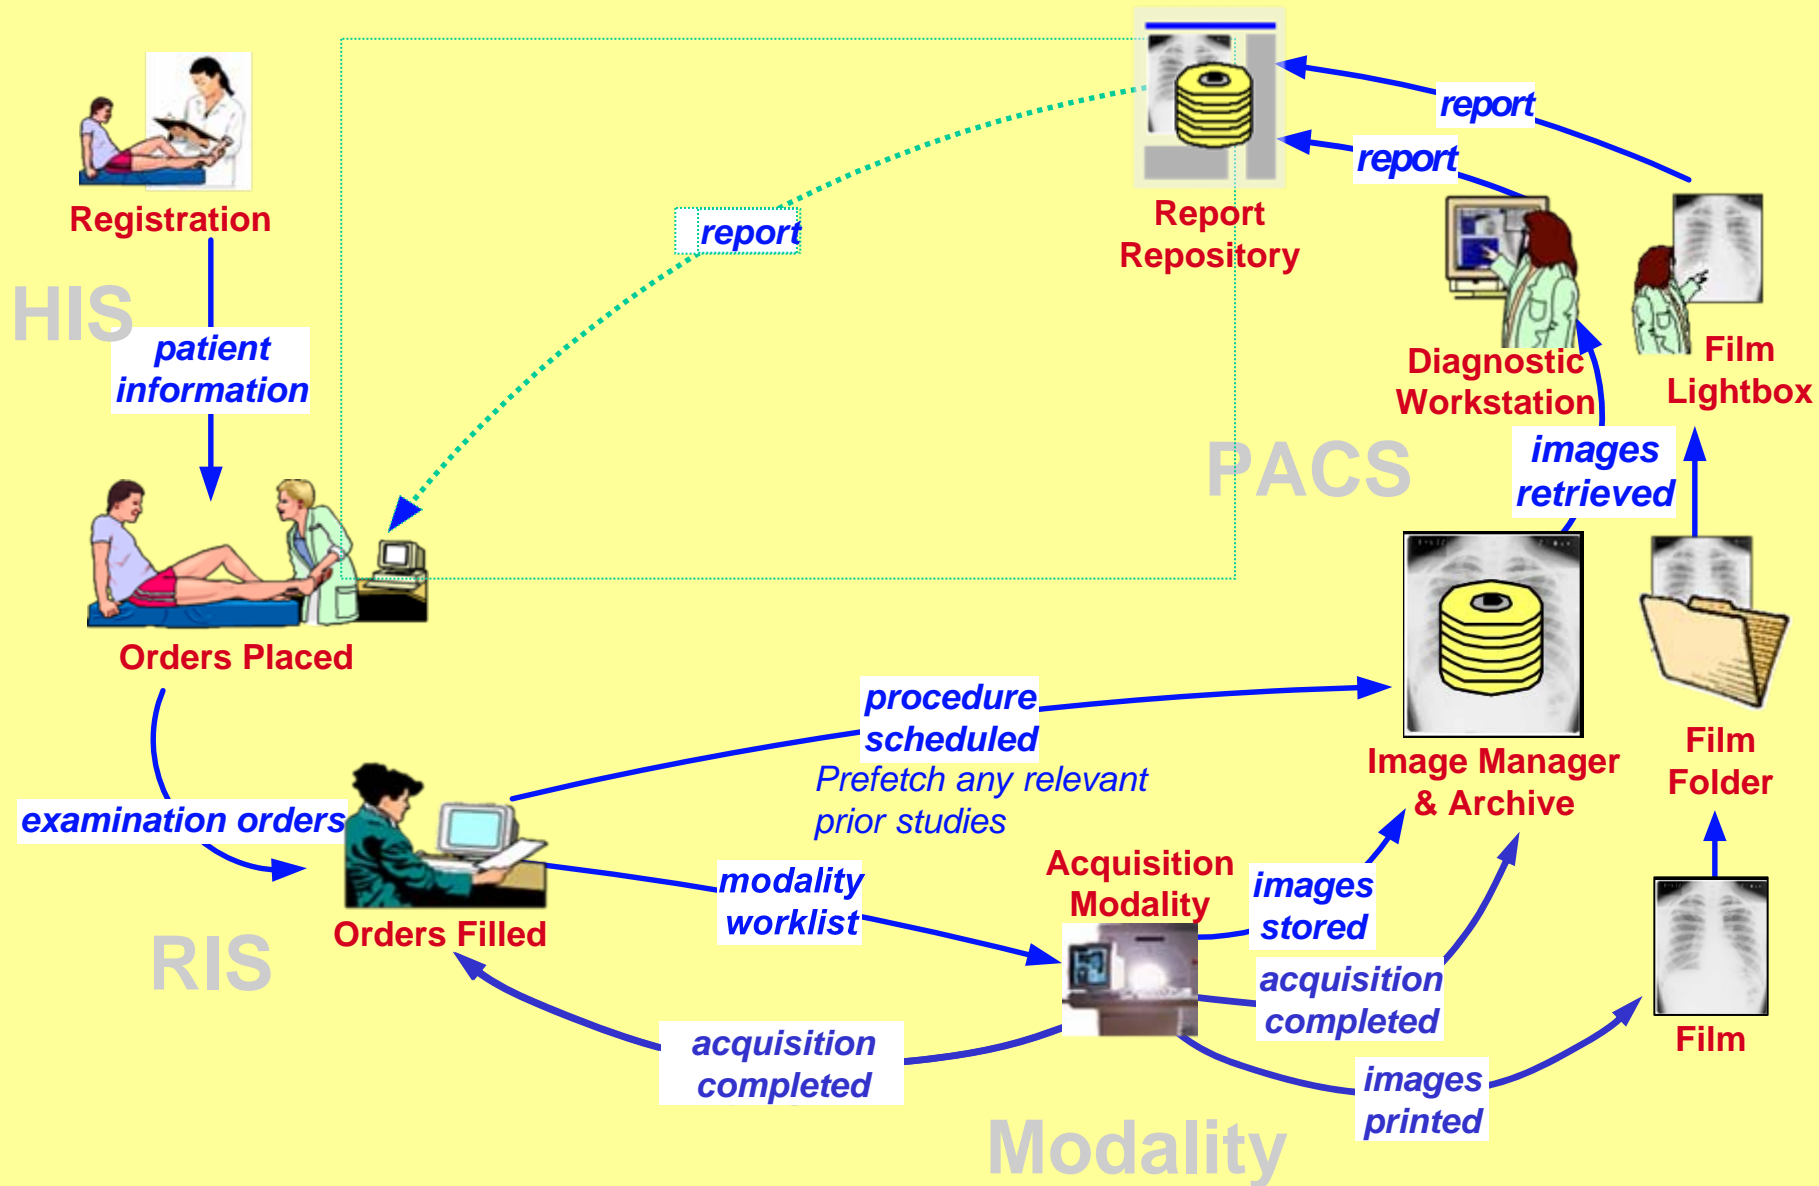 report
report
Registration
Report
Repository
report
HIS
patient
information
Diagnostic
Workstation
Film
Lightbox
PACS
images
retrieved
Orders Placed
procedure
scheduled
Prefetch any relevant
prior studies
Image Manager
& Archive
Film
Folder
examination orders
Orders Filled
modality
worklist
Acquisition
Modality
images
stored
RIS
acquisition
completed
acquisition
completed
Film
images
printed
Modality